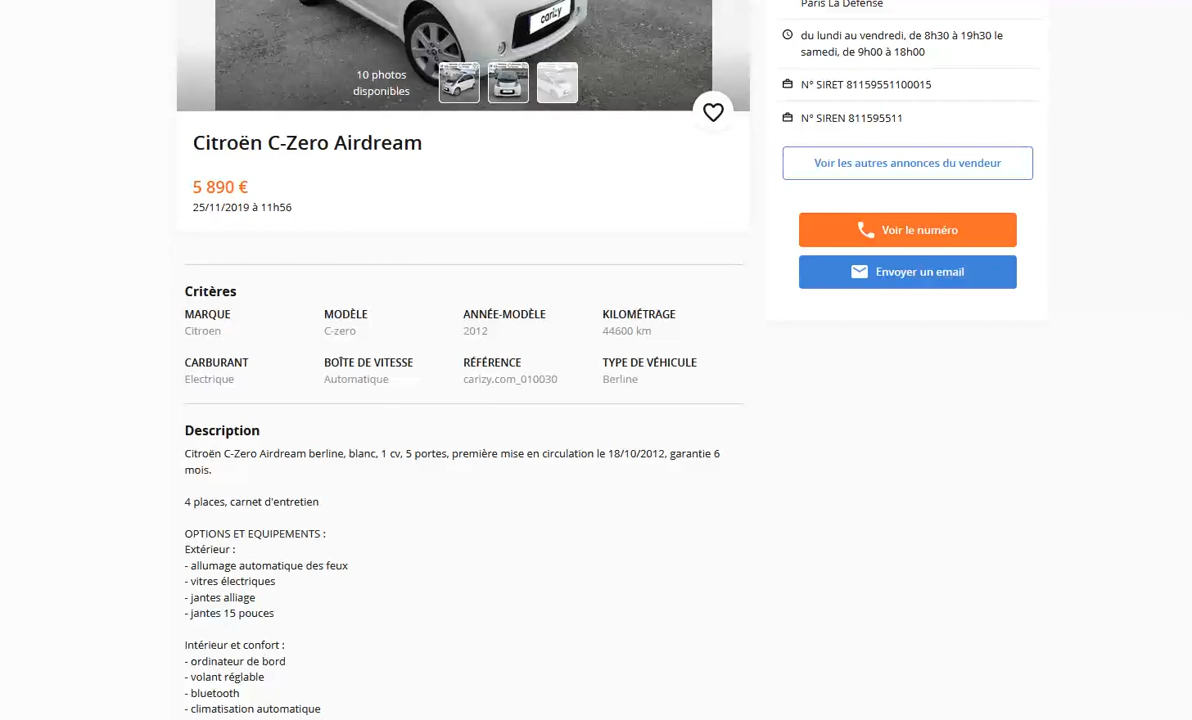 carizy
10 photos
disponibles
Citroën C-Zero Airdream
5 890 €
25/11/2019 à 11h56
Critères
MARQUE
Citroen
MODÈLE
C-zero
ANNÉE-MODÈLE
2012
KILOMÉTRAGE
44600 km
CARBURANT
Electrique
BOÎTE DE VITESSE
Automatique
RÉFÉRENCE
carizy.com_010030
TYPE DE VÉHICULE
Berline
Description
Citroën C-Zero Airdream berline, blanc, 1 cv, 5 portes, première mise en circulation le 18/10/2012, garantie 6
mois.
4 places, carnet d'entretien
OPTIONS ET EQUIPEMENTS :
Extérieur :
- allumage automatique des feux
- vitres électriques
- jantes alliage
- jantes 15 pouces
Intérieur et confort :
- ordinateur de bord
- volant réglable
- bluetooth
- climatisation automatique
Paris La Défense
du lundi au vendredi, de 8h30 à 19h30 le
samedi, de 9h00 à 18h00
N° SIRET 81159551100015
N° SIREN 811595511
Voir les autres annonces du vendeur
Voir le numéro
Envoyer un email